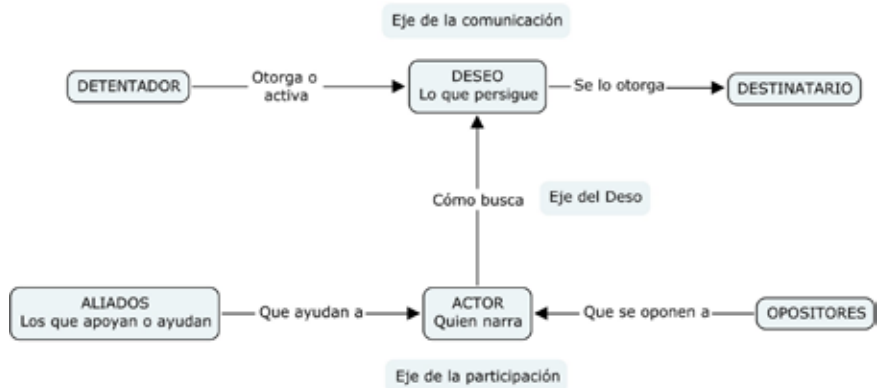 Eje de la comunicación
DETENTADOR
Otorga o
activa
DESEO
Lo que persigue
Se lo otorga
DESTINATARIO
Cómo busca
Eje del Deso
ALIADOS
Los que apoyan o ayudan
Que ayudan a
ACTOR
Quien narra
Que se oponen a
OPOSITORES
Eje de la participación